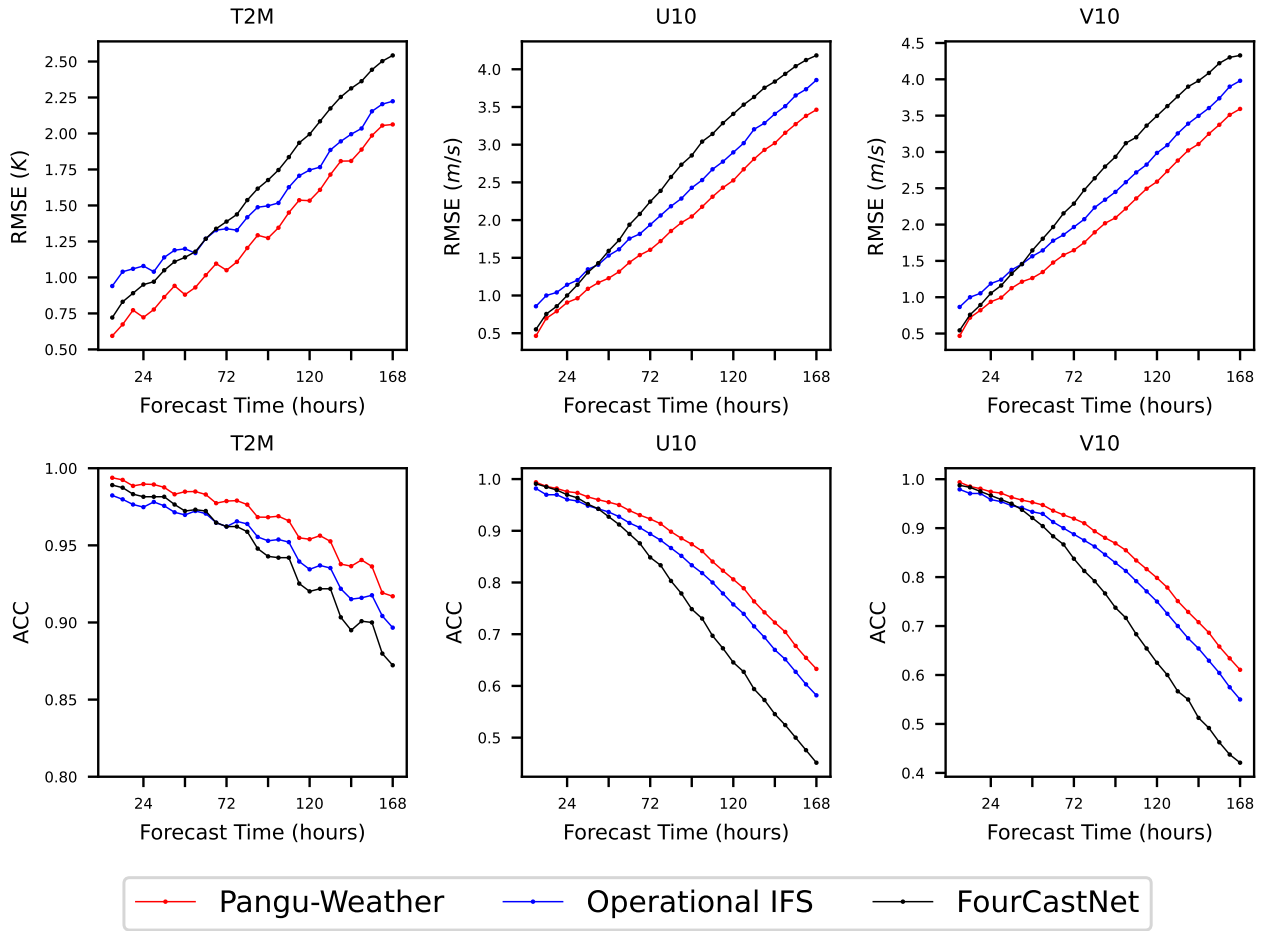 T2M
U10
V10
RMSE (K)
2.50
2.25
2.00
1.75
1.50
1.25
1.00
0.75
0.50
24 72 120 168
Forecast Time (hours)
RMSE (m/s)
4.0
3.5
3.0
2.5
2.0
1.5
1.0
0.5
24 72 120 168
Forecast Time (hours)
RMSE (m/s)
4.5
4.0
3.5
3.0
2.5
2.0
1.5
1.0
0.5
24 72 120 168
Forecast Time (hours)
T2M
U10
V10
ACC
1.00
0.95
0.90
0.85
0.80
24 72 120 168
Forecast Time (hours)
ACC
1.0
0.9
0.8
0.7
0.6
0.5
24 72 120 168
Forecast Time (hours)
ACC
1.0
0.9
0.8
0.7
0.6
0.5
0.4
24 72 120 168
Forecast Time (hours)
Pangu-Weather Operational IFS FourCastNet